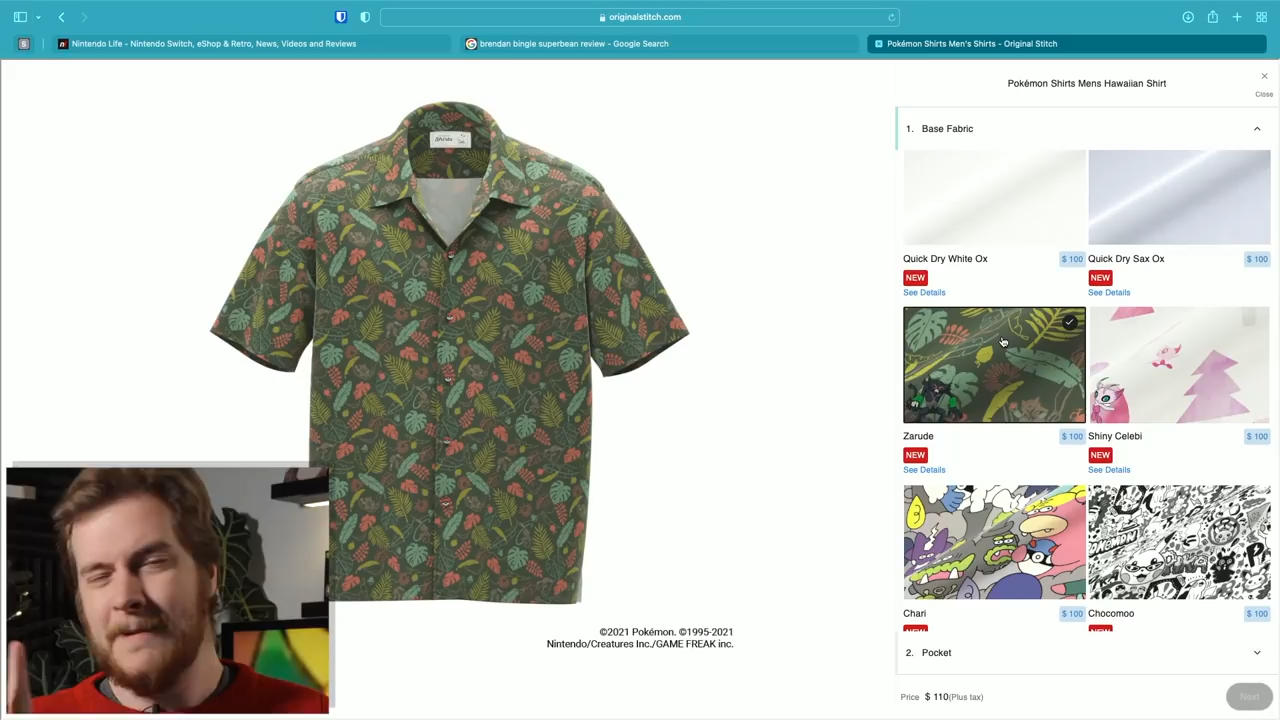 originalstitch.com
S
Nintendo Life - Nintendo Switch, eShop & Retro, News, Videos and Reviews
brendan bingle superbean review - Google Search
Pokémon Shirts Men's Shirts - Original Stitch
Pokémon Shirts Mens Hawaiian Shirt
Close
1. Base Fabric
Quick Dry White Ox $ 100
NEW
See Details
Quick Dry Sax Ox $ 100
NEW
See Details
Zarude $ 100
NEW
See Details
Shiny Celebi $ 100
NEW
See Details
Chari $ 100
NEW
Chocomoo $ 100
NEW
2. Pocket
Price $ 110(Plus tax)
Next
Shirts
©2021 Pokémon. ©1995-2021
Nintendo/Creatures Inc./GAME FREAK inc.